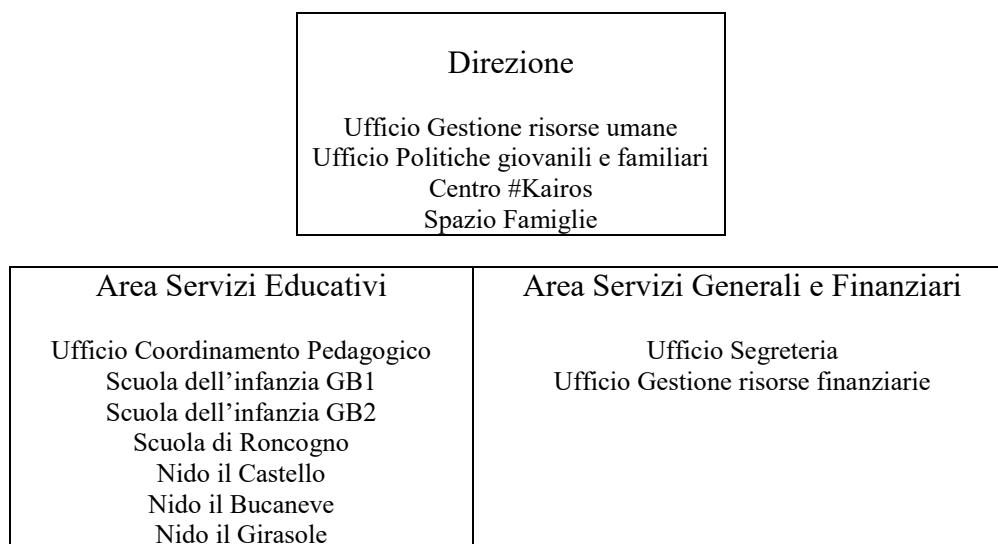 Direzione
Ufficio Gestione risorse umane
Ufficio Politiche giovanili e familiari
Centro #Kairos
Spazio Famiglie
Area Servizi Educativi
Ufficio Coordinamento Pedagogico
Scuola dell’infanzia GB1
Scuola dell’infanzia GB2
Scuola di Roncogno
Nido il Castello
Nido il Bucaneve
Nido il Girasole
Area Servizi Generali e Finanziari
Ufficio Segreteria
Ufficio Gestione risorse finanziarie